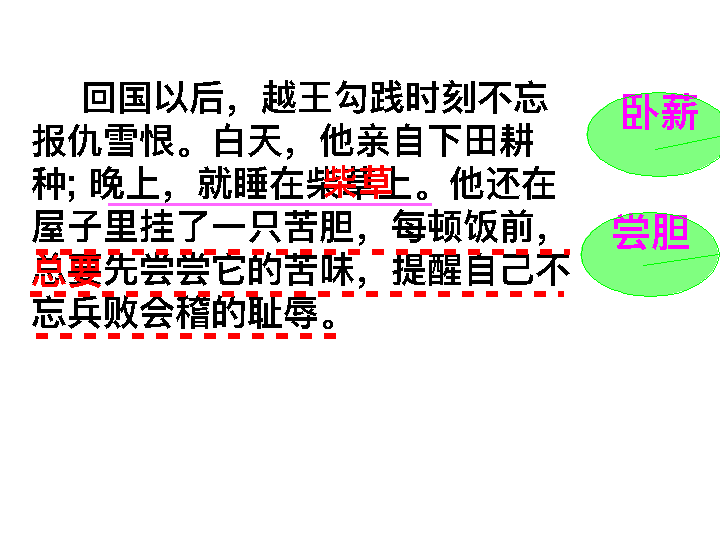 回国以后，越王勾践时刻不忘
报仇雪恨。白天，他亲自下田耕
种; 晚上，就睡在柴草上。他还在
屋子里挂了一只苦胆，每顿饭前，
总要先尝尝它的苦味，提醒自己不
忘兵败会稽的耻辱。
卧薪
尝胆